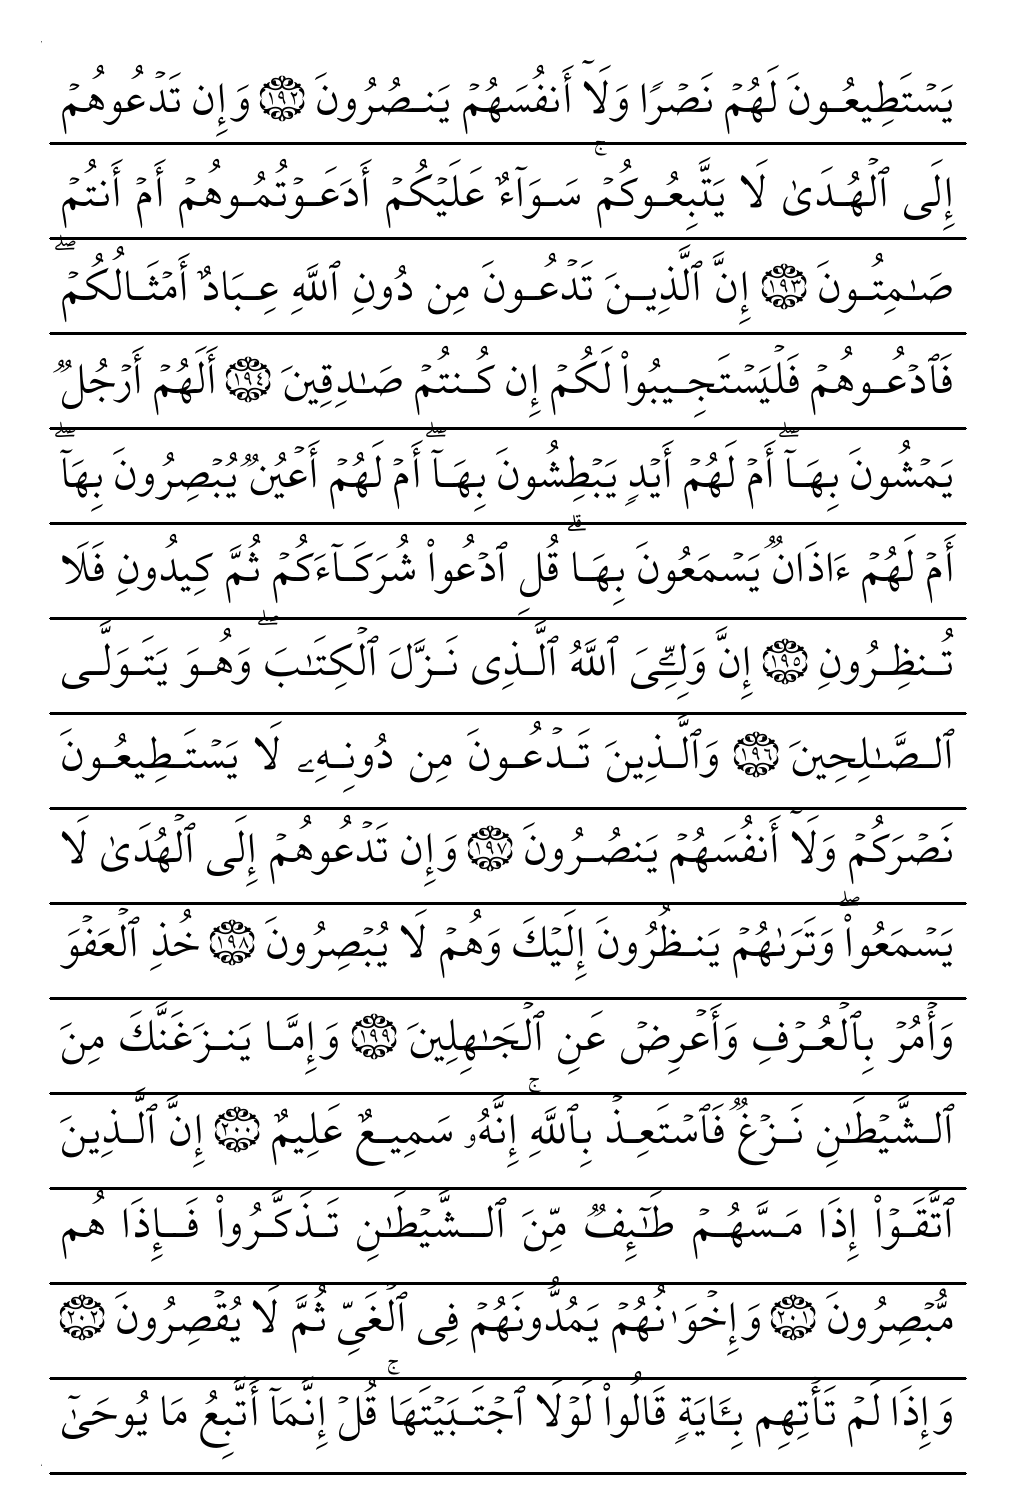 يَسۡتَطِيعُونَ لَهُمۡ نَصۡرٗا وَلَآ أَنفُسَهُمۡ يَنصُرُونَ ١٩٢ وَإِن تَدۡعُوهُمۡ
إِلَى ٱلۡهُدَىٰ لَا يَتَّبِعُوكُمۡۚ سَوَآءٌ عَلَيۡكُمۡ أَدَعَوۡتُمُوهُمۡ أَمۡ أَنتُمۡ
صَٰمِتُونَ ١٩٣ إِنَّ ٱلَّذِينَ تَدۡعُونَ مِن دُونِ ٱللَّهِ عِبَادٌ أَمۡثَالُكُمۡۖ
فَٱدۡعُوهُمۡ فَلۡيَسۡتَجِيبُواْ لَكُمۡ إِن كُنتُمۡ صَٰدِقِينَ ١٩٤ أَلَهُمۡ أَرۡجُلٞ
يَمۡشُونَ بِهَآۖ أَمۡ لَهُمۡ أَيۡدٖ يَبۡطِشُونَ بِهَآۖ أَمۡ لَهُمۡ أَعۡيُنٞ يُبۡصِرُونَ بِهَآۖ
أَمۡ لَهُمۡ ءَاذَانٞ يَسۡمَعُونَ بِهَاۗ قُلِ ٱدۡعُواْ شُرَكَآءَكُمۡ ثُمَّ كِيدُونِ فَلَا
تُنظِرُونِ ١٩٥ إِنَّ وَلِـِّۧيَ ٱللَّهُ ٱلَّذِي نَزَّلَ ٱلۡكِتَٰبَۖ وَهُوَ يَتَوَلَّى
ٱلصَّٰلِحِينَ ١٩٦ وَٱلَّذِينَ تَدۡعُونَ مِن دُونِهِۦ لَا يَسۡتَطِيعُونَ
نَصۡرَكُمۡ وَلَآ أَنفُسَهُمۡ يَنصُرُونَ ١٩٧ وَإِن تَدۡعُوهُمۡ إِلَى ٱلۡهُدَىٰ لَا
يَسۡمَعُواْۖ وَتَرَىٰهُمۡ يَنظُرُونَ إِلَيۡكَ وَهُمۡ لَا يُبۡصِرُونَ ١٩٨ خُذِ ٱلۡعَفۡوَ
وَأۡمُرۡ بِٱلۡعُرۡفِ وَأَعۡرِضۡ عَنِ ٱلۡجَٰهِلِينَ ١٩٩ وَإِمَّا يَنزَغَنَّكَ مِنَ
ٱلشَّيۡطَٰنِ نَزۡغٞ فَٱسۡتَعِذۡ بِٱللَّهِۚ إِنَّهُۥ سَمِيعٌ عَلِيمٌ ٢٠٠ إِنَّ ٱلَّذِينَ
ٱتَّقَوۡاْ إِذَا مَسَّهُمۡ طَٰٓئِفٞ مِّنَ ٱلشَّيۡطَٰنِ تَذَكَّرُواْ فَإِذَا هُم
مُّبۡصِرُونَ ٢٠١ وَإِخۡوَٰنُهُمۡ يَمُدُّونَهُمۡ فِي ٱلۡغَيِّ ثُمَّ لَا يُقۡصِرُونَ ٢٠٢
وَإِذَا لَمۡ تَأۡتِهِم بِـَٔايَةٖ قَالُواْ لَوۡلَا ٱجۡتَبَيۡتَهَاۚ قُلۡ إِنَّمَآ أَتَّبِعُ مَا يُوحَىٰٓ